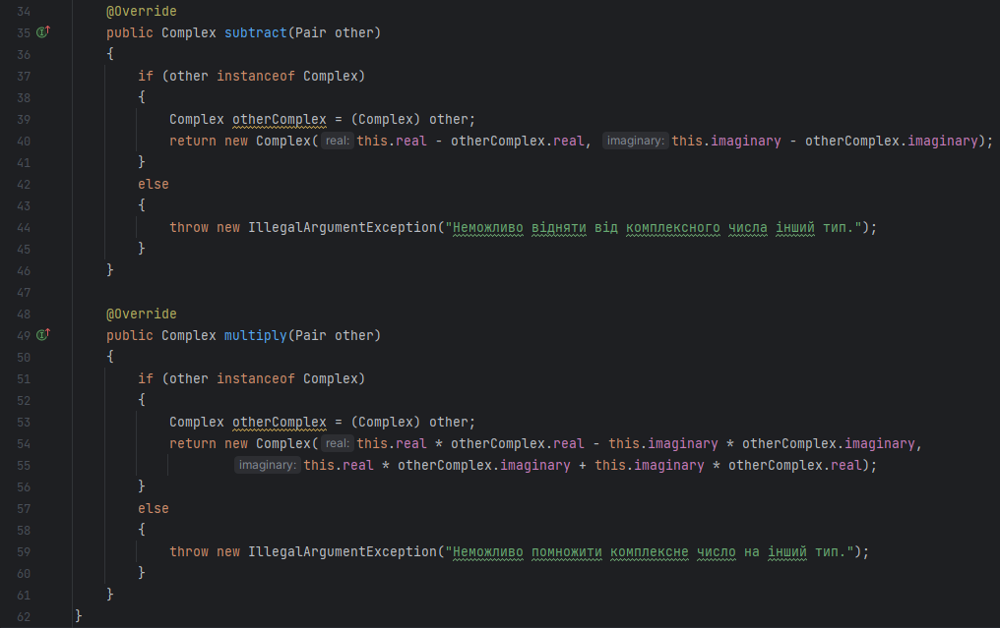 34 @Override
35 public Complex subtract(Pair other)
36 {
37 if (other instanceof Complex)
38 {
39 Complex otherComplex = (Complex) other;
40 return new Complex( real: this.real - otherComplex.real, imaginary: this.imaginary - otherComplex.imaginary);
41 }
42 else
43 {
44 throw new IllegalArgumentException("Неможливо відняти від комплексного числа інший тип.");
45 }
46 }
47
48 @Override
49 public Complex multiply(Pair other)
50 {
51 if (other instanceof Complex)
52 {
53 Complex otherComplex = (Complex) other;
54 return new Complex( real: this.real * otherComplex.real - this.imaginary * otherComplex.imaginary,
55 imaginary: this.real * otherComplex.imaginary + this.imaginary * otherComplex.real);
56 }
57 else
58 {
59 throw new IllegalArgumentException("Неможливо помножити комплексне число на інший тип.");
60 }
61 }
62 }